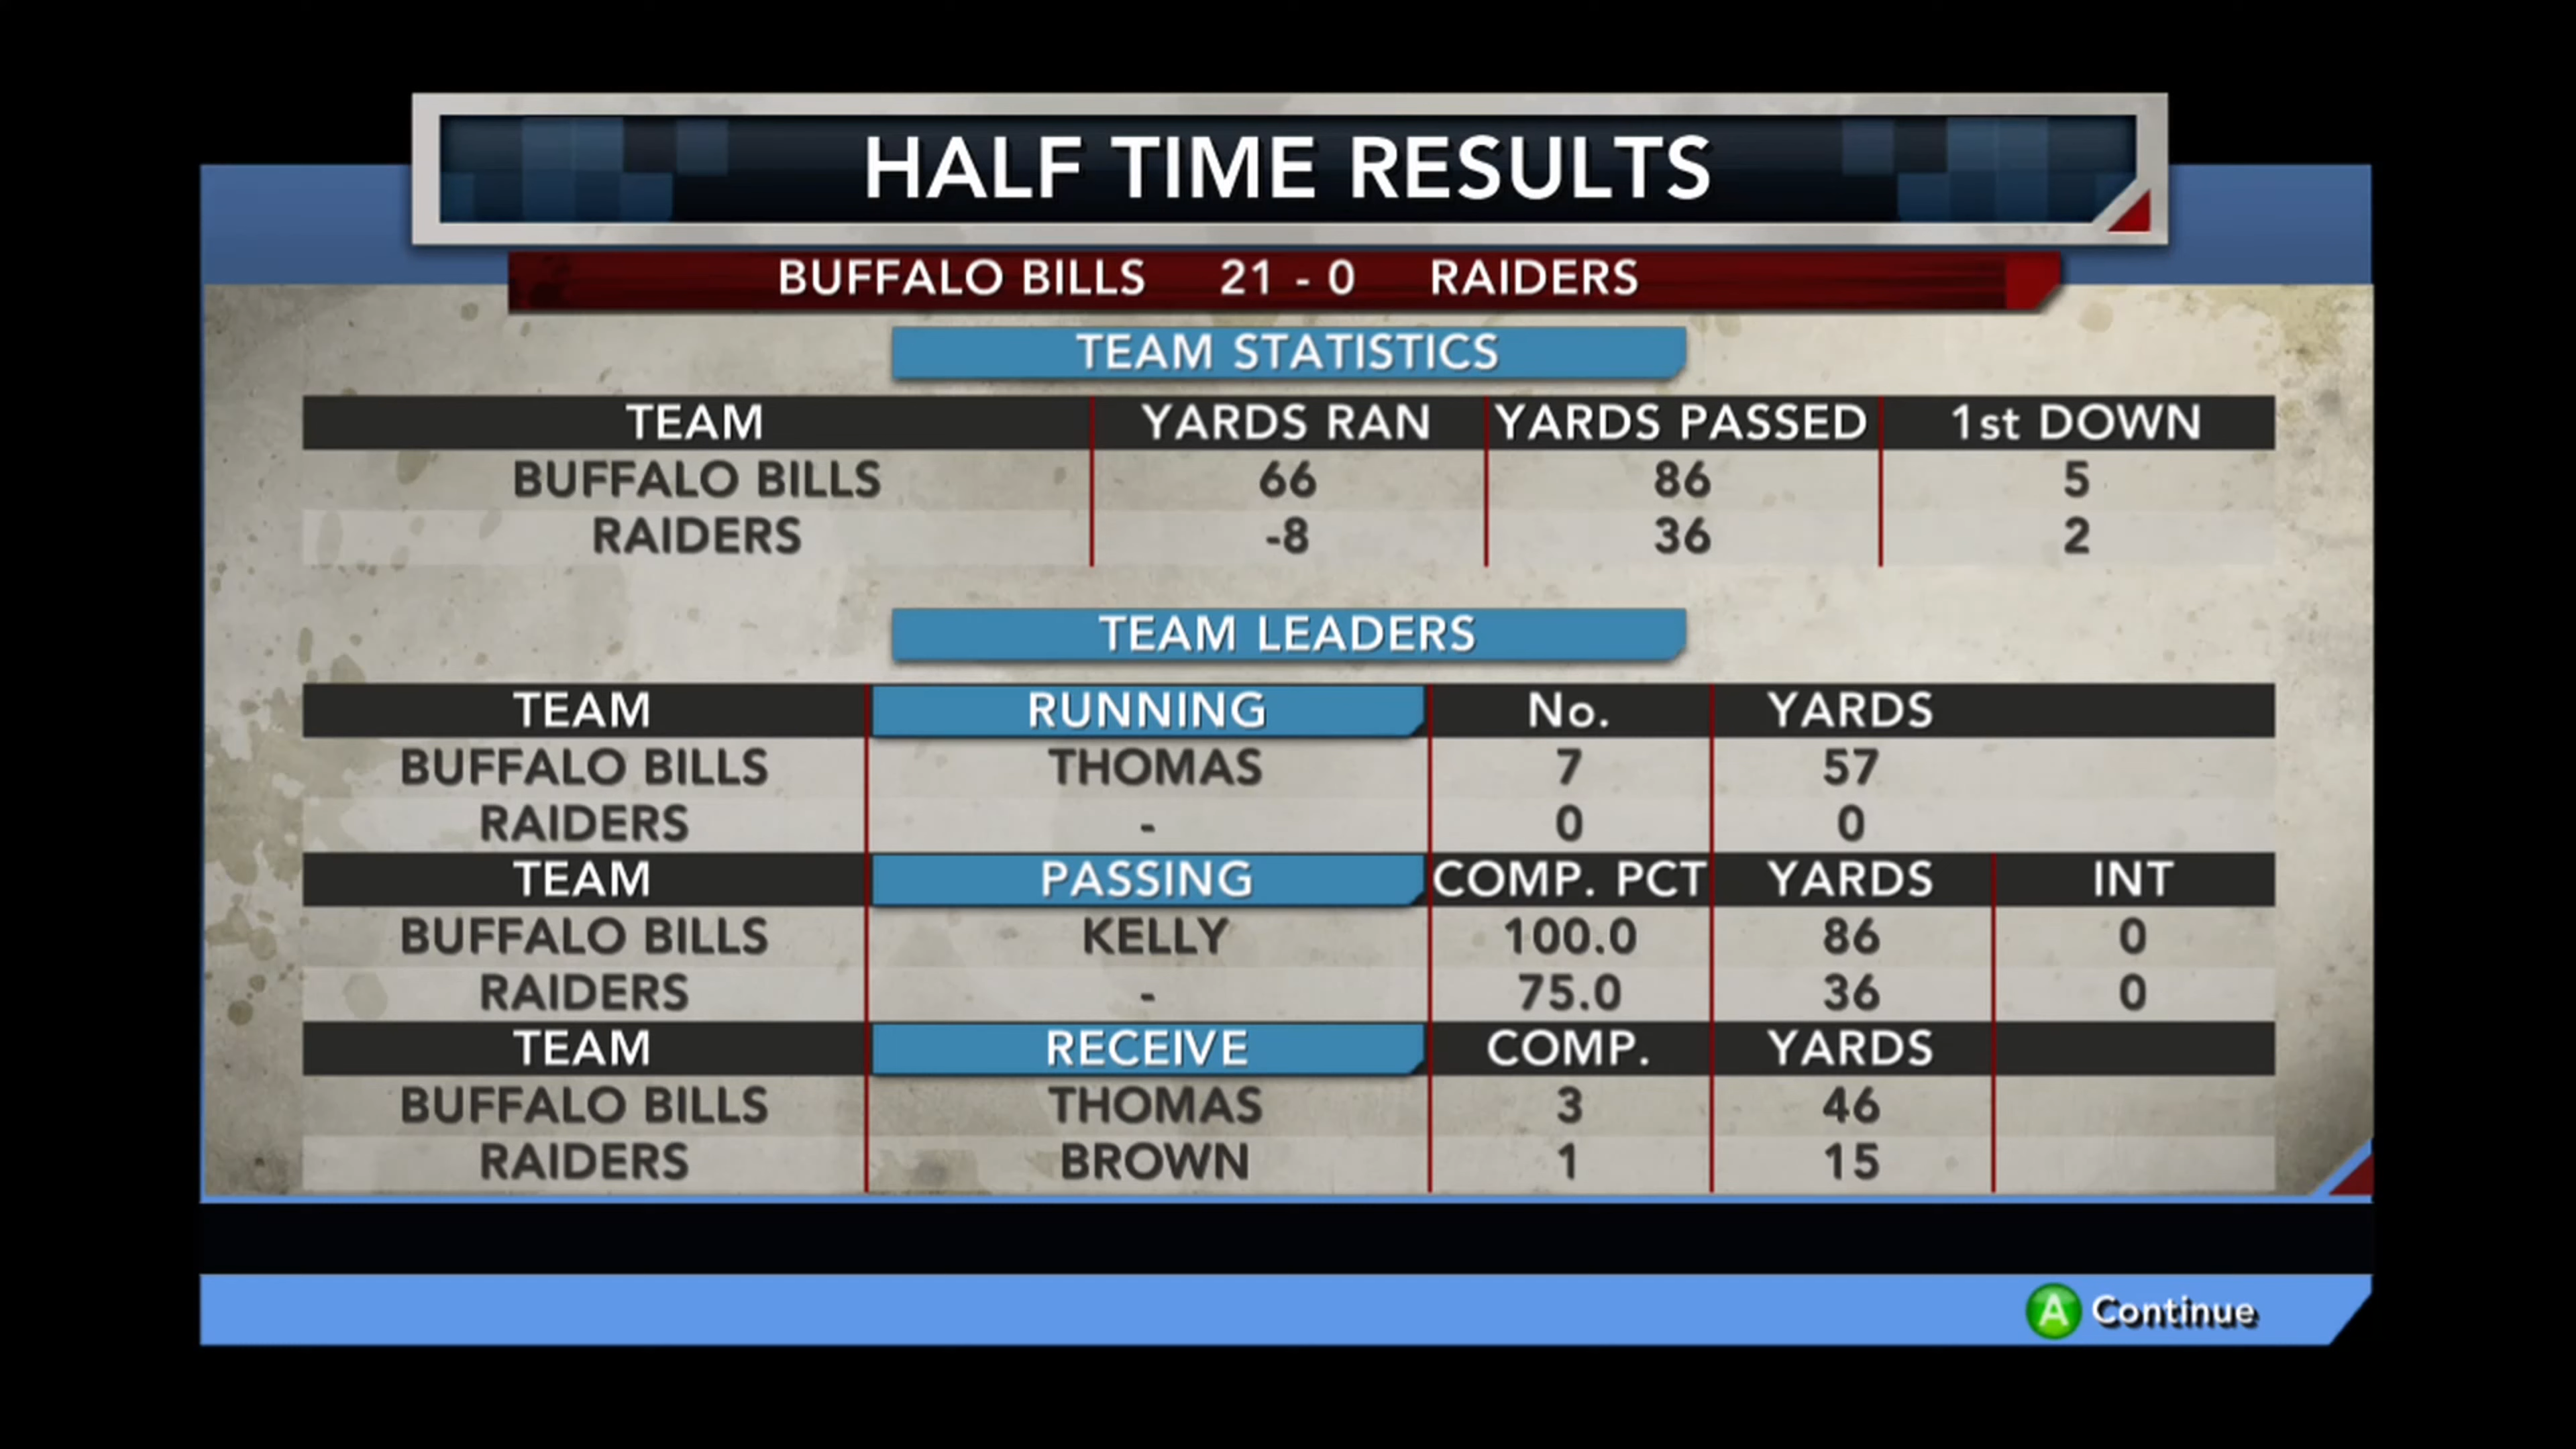 HALF TIME RESULTS
BUFFALO BILLS 21 - 0 RAIDERS
TEAM STATISTICS
TEAM YARDS RAN YARDS PASSED 1st DOWN
BUFFALO BILLS 66 86 5
RAIDERS -8 36 2
TEAM LEADERS
TEAM RUNNING No. YARDS
BUFFALO BILLS THOMAS 7 57
RAIDERS - 0 0
TEAM PASSING COMP. PCT YARDS INT
BUFFALO BILLS KELLY 100.0 86 0
RAIDERS - 75.0 36 0
TEAM RECEIVE COMP. YARDS
BUFFALO BILLS THOMAS 3 46
RAIDERS BROWN 1 15
A Continue